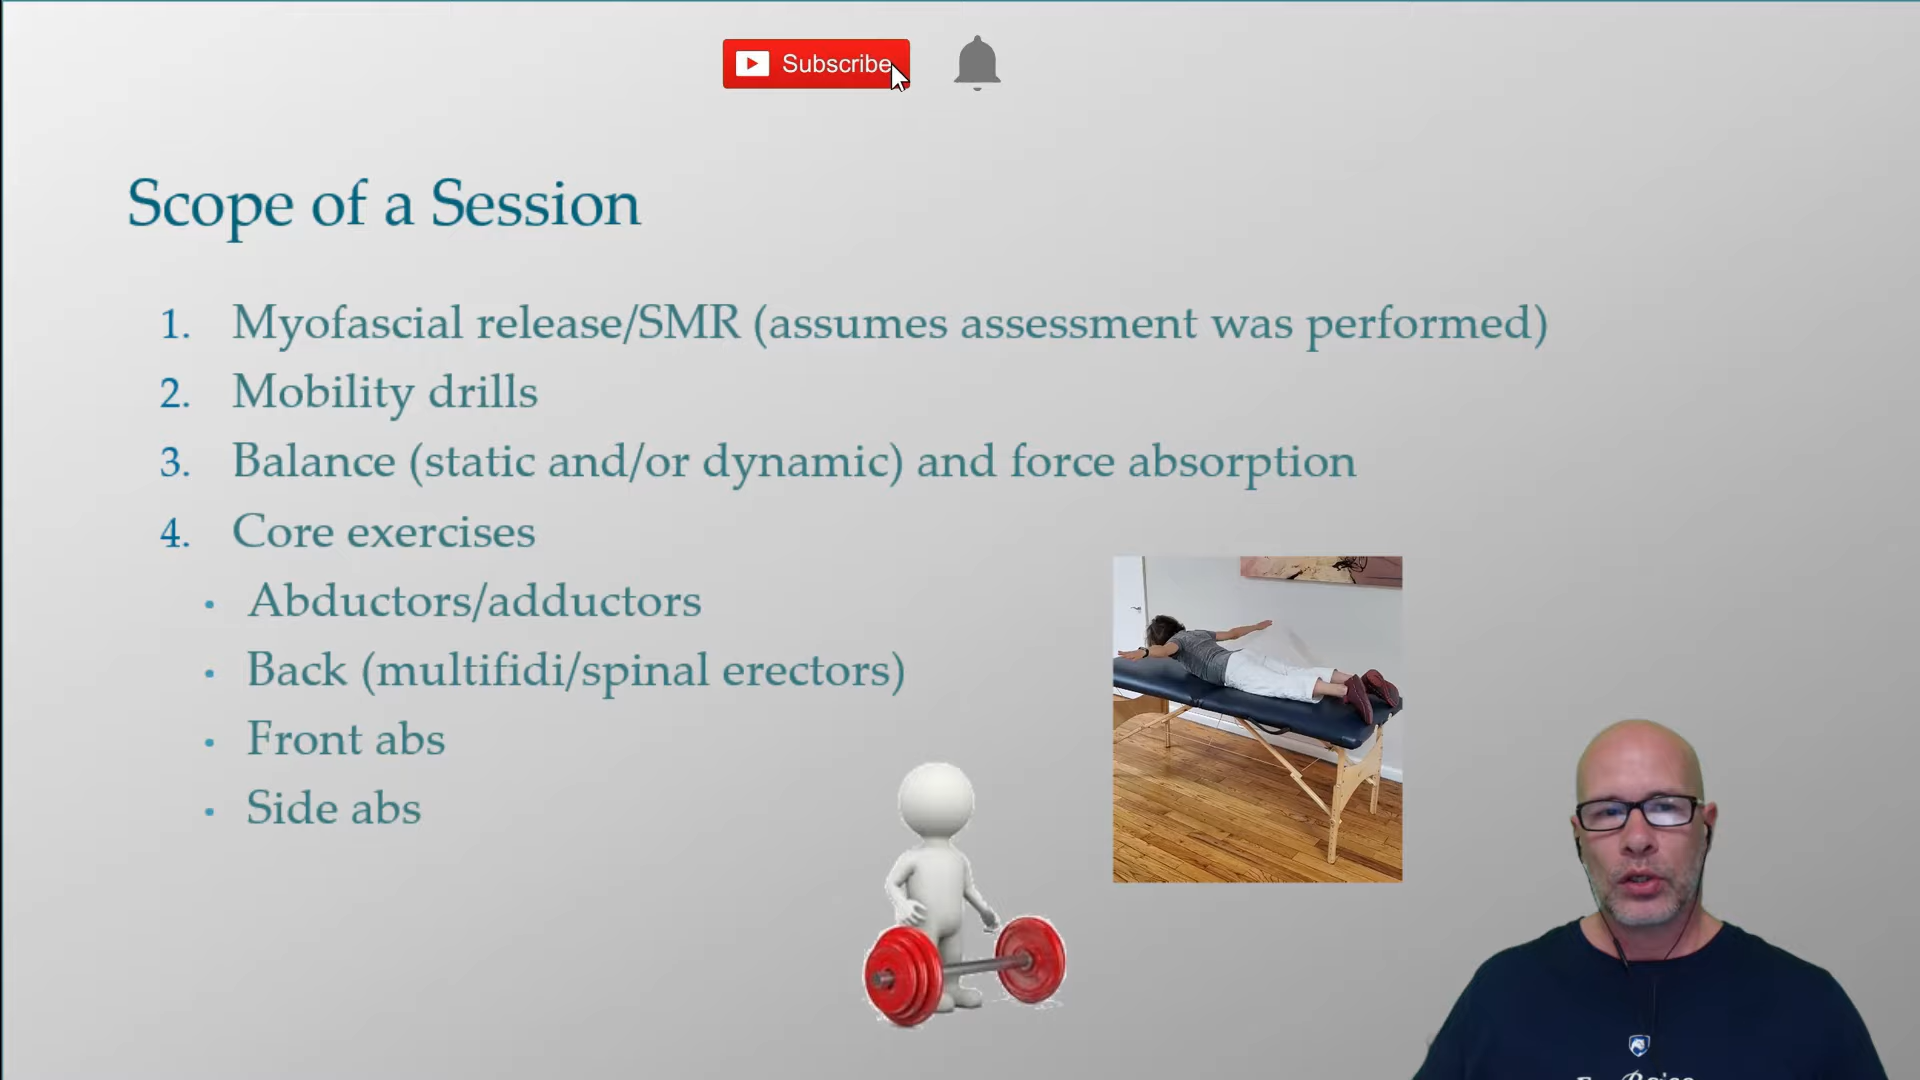 Subscribe
Scope of a Session
1. Myofascial release/SMR (assumes assessment was performed)
2. Mobility drills
3. Balance (static and/or dynamic) and force absorption
4. Core exercises
• Abductors/adductors
• Back (multifidi/spinal erectors)
• Front abs
• Side abs